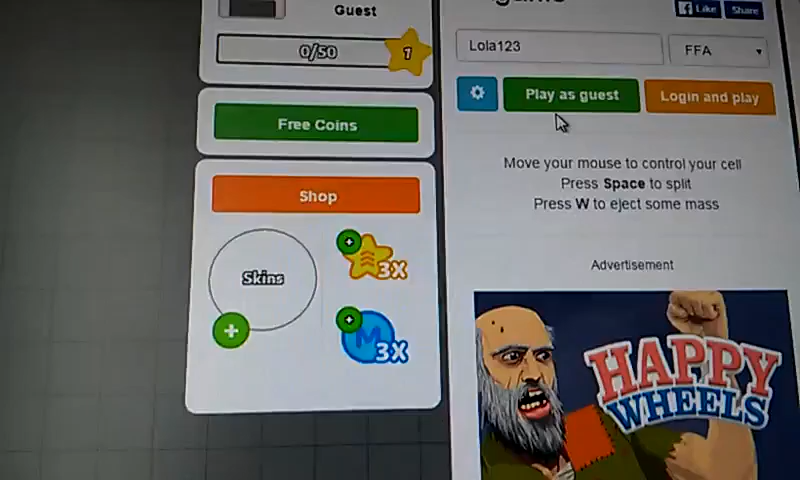 Guest
0/50
1
Free Coins
Shop
Skins
3X
M
3X
Like
Share
Lola123
FFA
Play as guest
Login and play
Move your mouse to control your cell
Press Space to split
Press W to eject some mass
Advertisement
HAPPY
WHEELS